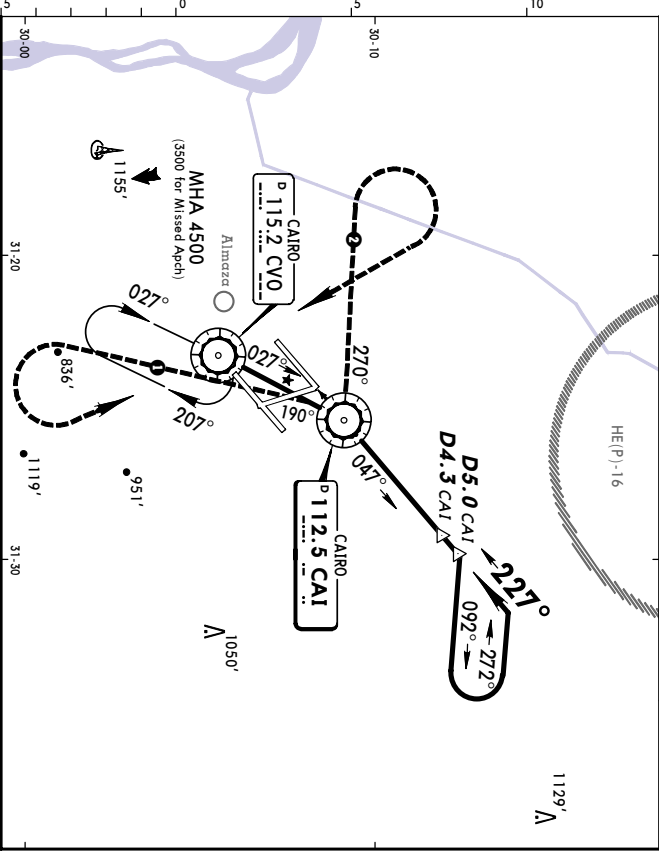 5
0
5
10
30-00
30-10
31-20
31-30
1155'
MHA 4500
(3500 for Missed Apch)
Almaza
CAIRO
D 115.2 CVO
HE(P)-16
2
270°
027°
027°
1
836'
190°
207°
1119'
951'
047°
D5.0 CAI
D4.3 CAI
CAIRO
D 112.5 CAI
227°
272°
092°
1050'
1129'